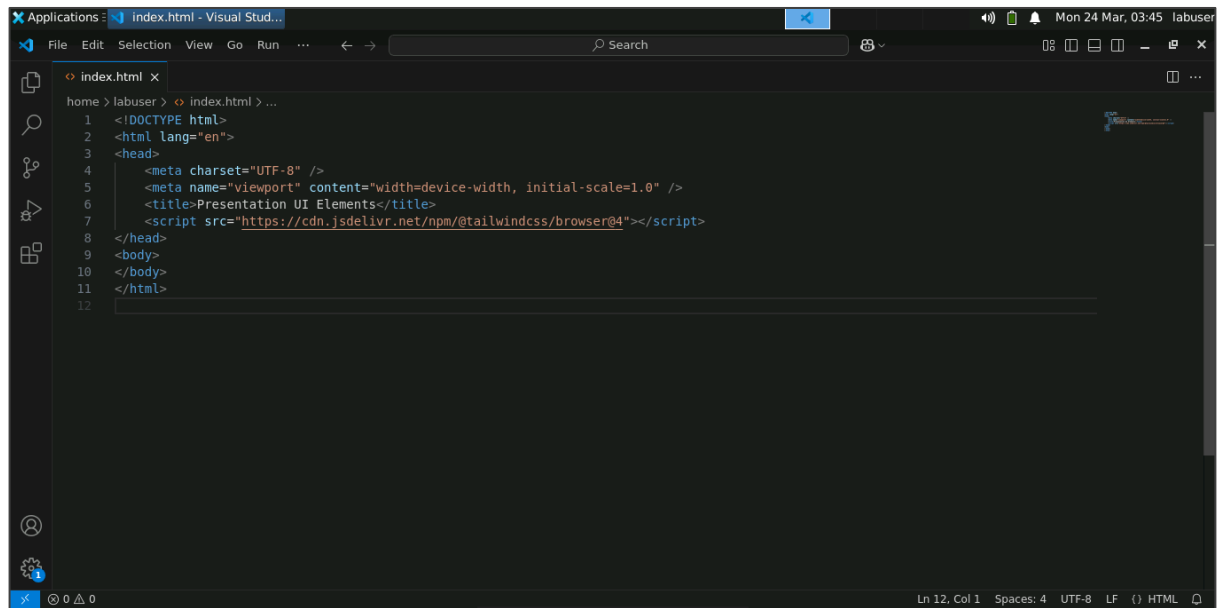 Applications index.html - Visual Stud... Mon 24 Mar, 03:45 labuser
File Edit Selection View Go Run ... Search
index.html
home > labuser > index.html > ...
1 <!DOCTYPE html>
2 <html lang="en">
3 <head>
4 <meta charset="UTF-8" />
5 <meta name="viewport" content="width=device-width, initial-scale=1.0" />
6 <title>Presentation UI Elements</title>
7 <script src="https://cdn.jsdelivr.net/npm/@tailwindcss/browser@4"></script>
8 </head>
9 <body>
10 </body>
11 </html>
12
1
0 0 Ln 12, Col 1 Spaces: 4 UTF-8 LF {} HTML